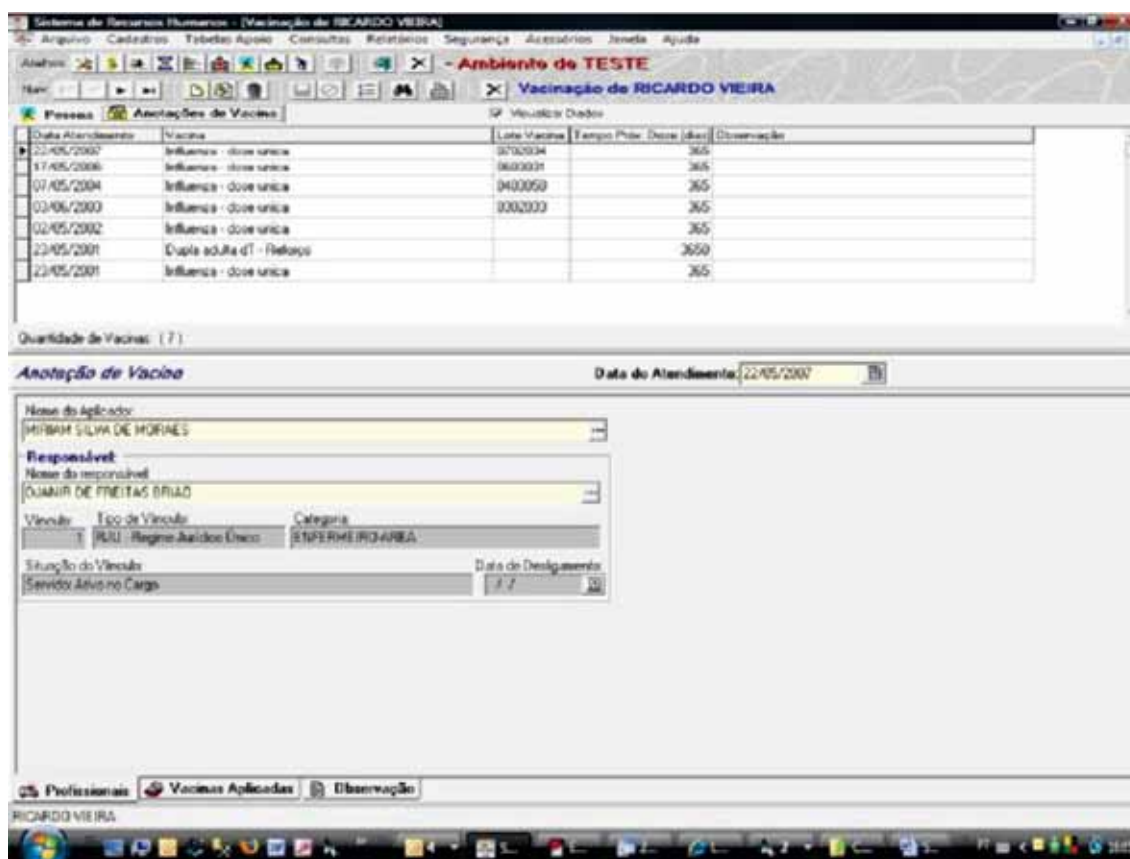 Sistema de Recursos Humanos - [Vacinação de RICARDO VIEIRA]
Arquivo Cadastros Tabelas Apoio Consultas Relatórios Segurança Acessórios Janela Ajuda
- Ambiente de TESTE
Vacinação de RICARDO VIEIRA
Pessoas Anotações de Vacina Visualizar Dados
Data Atendimento Vacina Lote Vacina Tempo Próx. Dose (dias) Observação
22/05/2007 Influenza - dose unica 0702034 365
17/05/2006 Influenza - dose unica 365
07/05/2004 Influenza - dose unica 0400050 365
03/06/2003 Influenza - dose unica 0302033 365
02/05/2002 Influenza - dose unica 365
23/05/2001 Dupla adulta dT - Reforço 3650
23/05/2001 Influenza - dose unica 365
Quantidade de Vacinas: ( 7 )
Anotação de Vacina Data do Atendimento: 22/05/2007
Nome do Aplicador
MIRIAM SILVA DE MORAES
Responsável
Nome do responsável
DJANIR DE FREITAS BRIAO
Vínculo Tipo de Vínculo Categoria
1 RJU - Regime Jurídico Único ENFERMEIRO-AREA
Situação do Vínculo Data de Desligamento
Servidor Ativo no Cargo / /
Profissionais Vacinas Aplicadas Observação
RICARDO VIEIRA